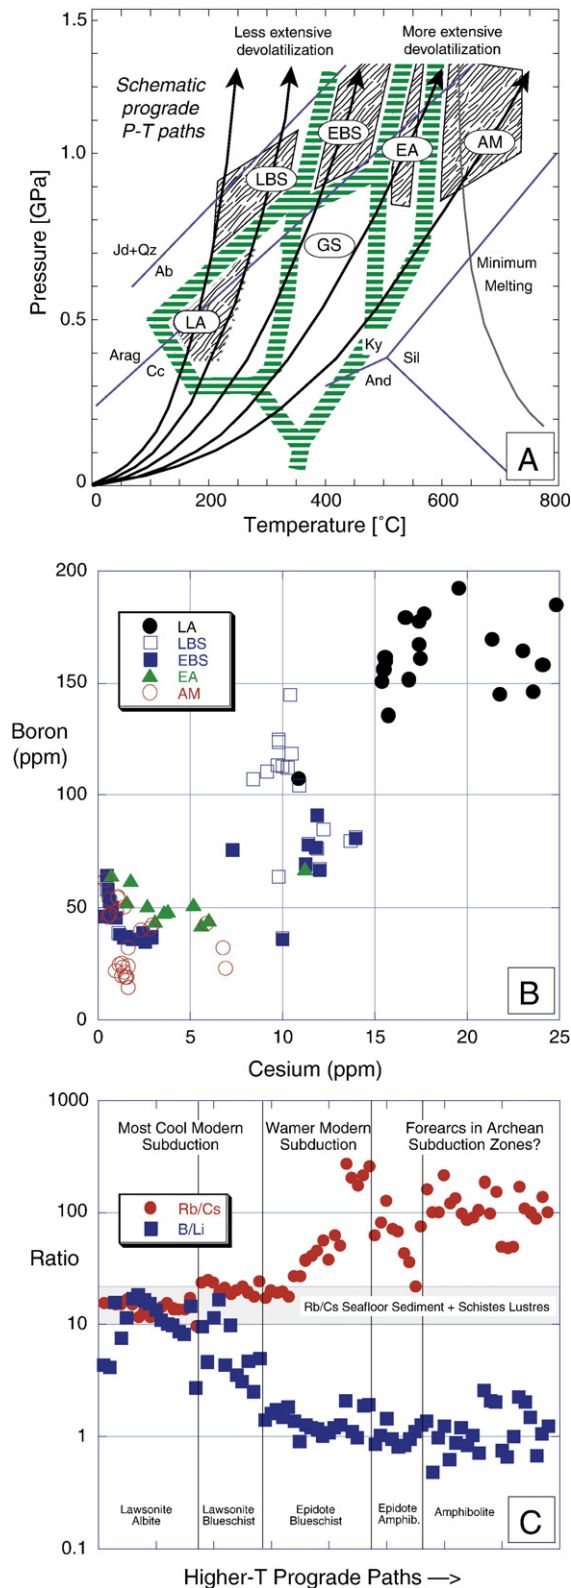 1.5
1.0
0.5
0
Pressure [GPa]
Less extensive
devolatilization
More extensive
devolatilization
Schematic
prograde
P-T paths
EBS
EA
AM
LBS
GS
LA
Jd+Qz
Ab
Arag
Cc
Ky
Sil
And
Minimum
Melting
A
0
200
400
600
800
Temperature [˚C]
200
150
100
50
0
Boron
(ppm)
LA
LBS
EBS
EA
AM
B
0
5
10
15
20
25
Cesium (ppm)
1000
100
10
1
0.1
Ratio
Most Cool Modern
Subduction
Wamer Modern
Subduction
Forearcs in Archean
Subduction Zones?
Rb/Cs
B/Li
Rb/Cs Seafloor Sediment + Schistes Lustres
Lawsonite
Albite
Lawsonite
Blueschist
Epidote
Blueschist
Epidote
Amphib.
Amphibolite
C
Higher-T Prograde Paths —>